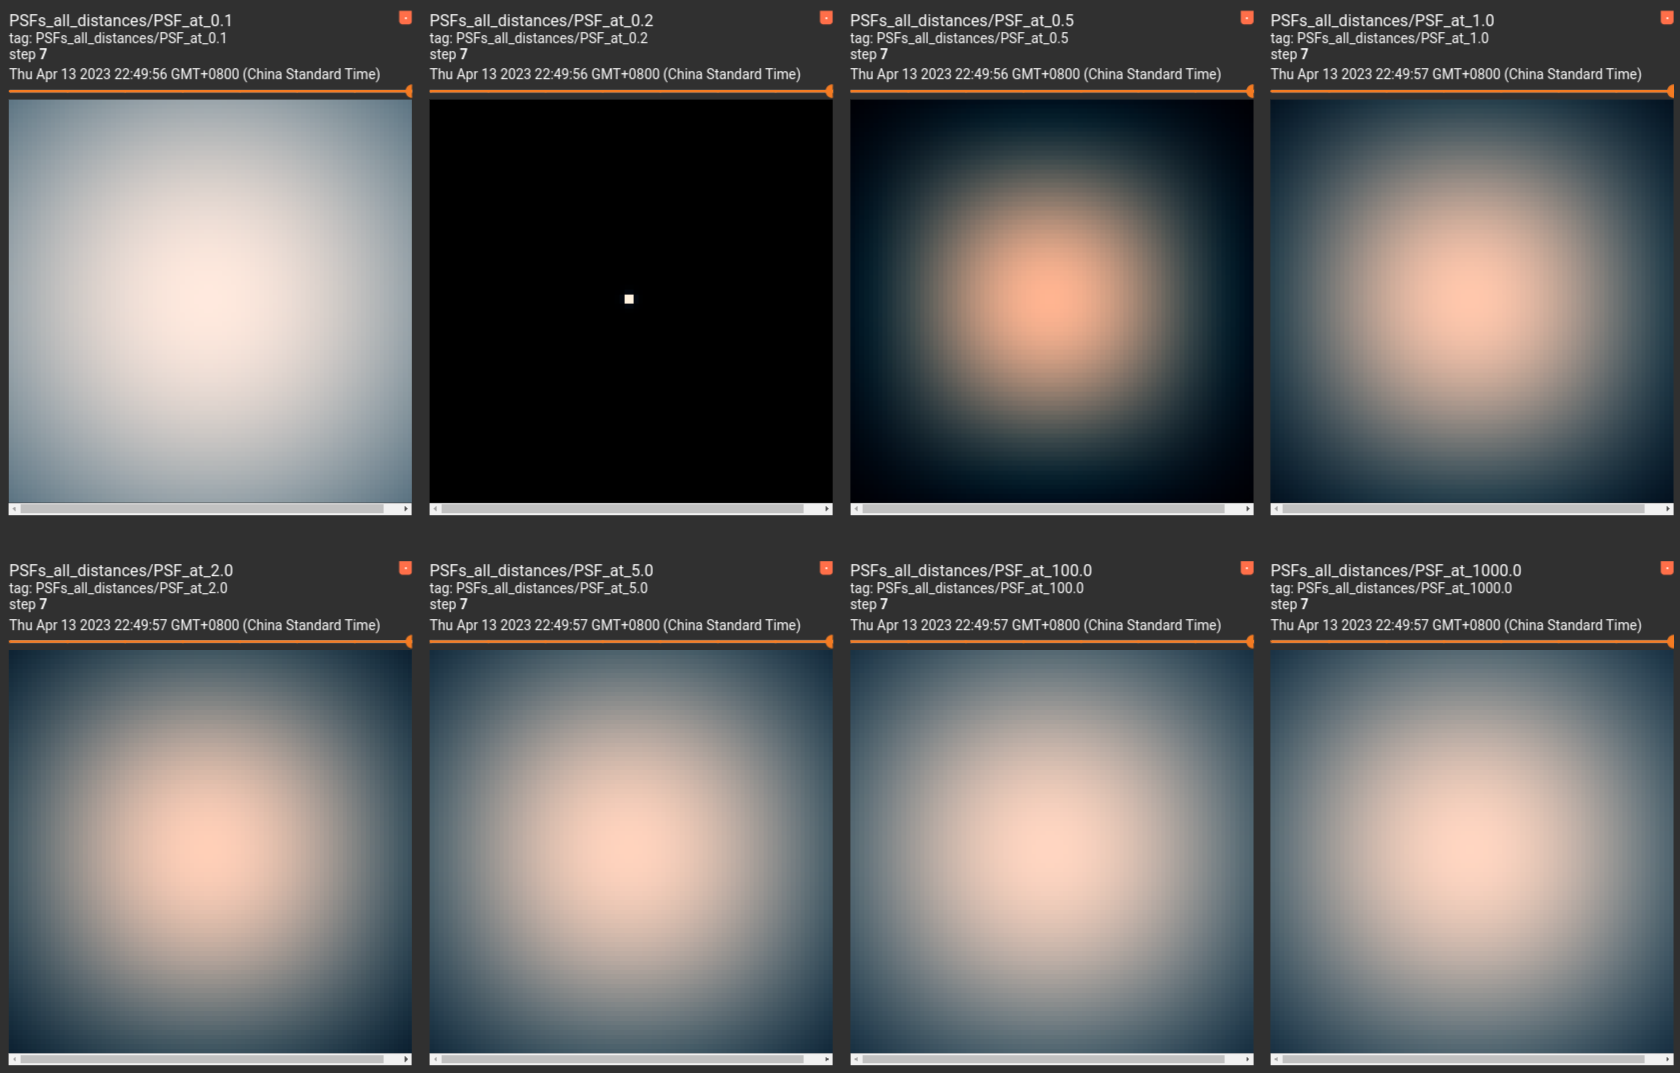 PSFs_all_distances/PSF_at_0.1
tag: PSFs_all_distances/PSF_at_0.1
step 7
Thu Apr 13 2023 22:49:56 GMT+0800 (China Standard Time)
PSFs_all_distances/PSF_at_0.2
tag: PSFs_all_distances/PSF_at_0.2
step 7
Thu Apr 13 2023 22:49:56 GMT+0800 (China Standard Time)
PSFs_all_distances/PSF_at_0.5
tag: PSFs_all_distances/PSF_at_0.5
step 7
Thu Apr 13 2023 22:49:56 GMT+0800 (China Standard Time)
PSFs_all_distances/PSF_at_1.0
tag: PSFs_all_distances/PSF_at_1.0
step 7
Thu Apr 13 2023 22:49:57 GMT+0800 (China Standard Time)
PSFs_all_distances/PSF_at_2.0
tag: PSFs_all_distances/PSF_at_2.0
step 7
Thu Apr 13 2023 22:49:57 GMT+0800 (China Standard Time)
PSFs_all_distances/PSF_at_5.0
tag: PSFs_all_distances/PSF_at_5.0
step 7
Thu Apr 13 2023 22:49:57 GMT+0800 (China Standard Time)
PSFs_all_distances/PSF_at_100.0
tag: PSFs_all_distances/PSF_at_100.0
step 7
Thu Apr 13 2023 22:49:57 GMT+0800 (China Standard Time)
PSFs_all_distances/PSF_at_1000.0
tag: PSFs_all_distances/PSF_at_1000.0
step 7
Thu Apr 13 2023 22:49:57 GMT+0800 (China Standard Time)